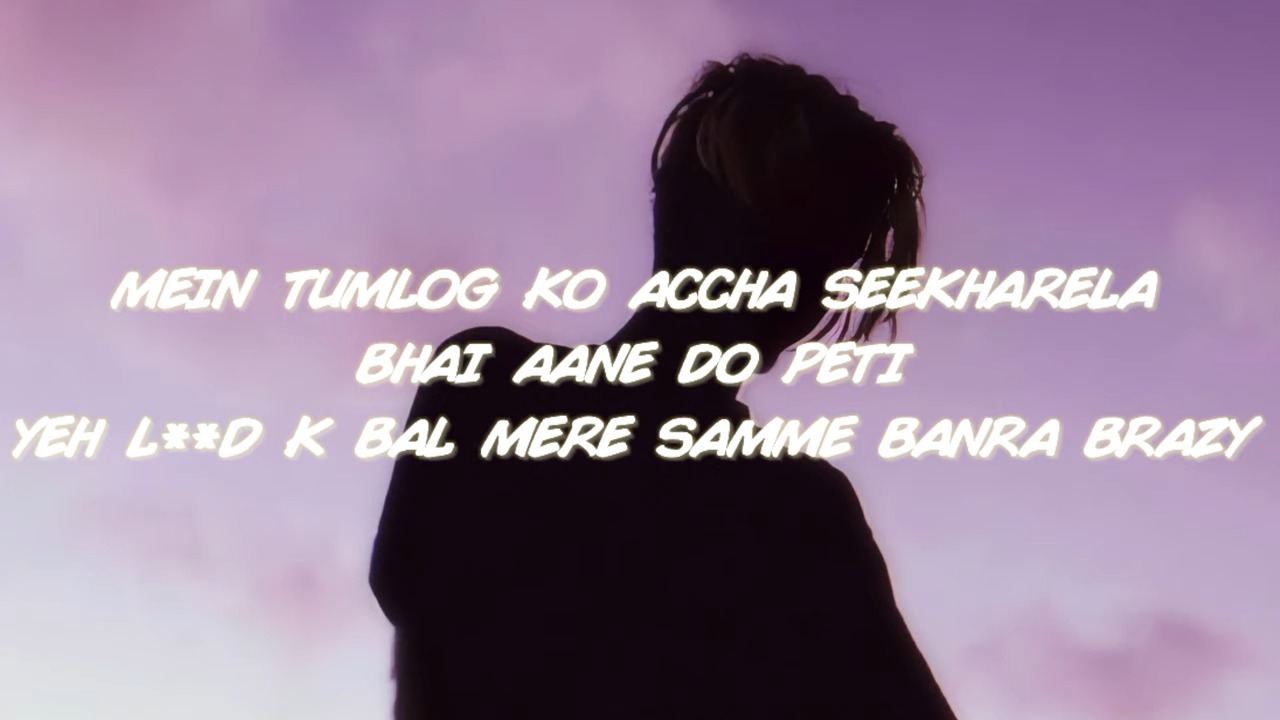 MEIN TUMLOG KO ACCHA SEEKHARELA
BHAI AANE DO PETI
YEH L**D K BAL MERE SAMME BANRA BRAZY